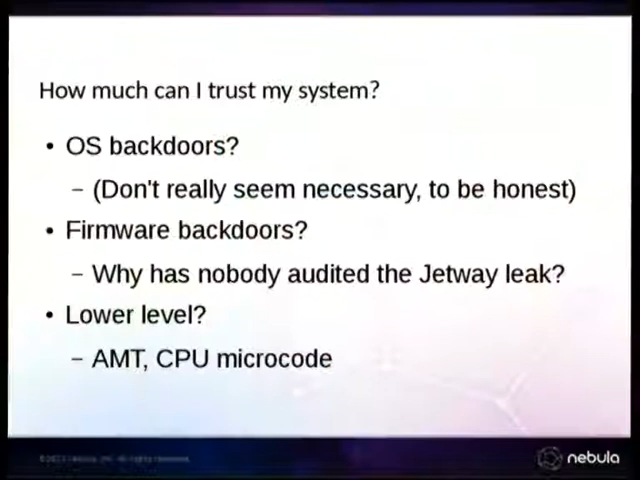 How much can I trust my system?
• OS backdoors?
– (Don't really seem necessary, to be honest)
• Firmware backdoors?
– Why has nobody audited the Jetway leak?
• Lower level?
– AMT, CPU microcode
nebula